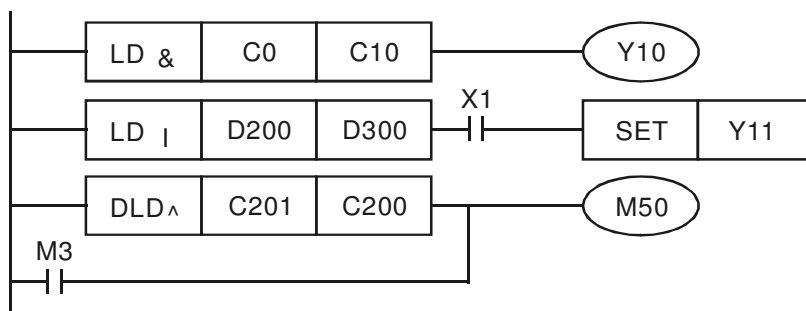 LD & C0 C10 Y10
X1
LD | D200 D300 SET Y11
DLD^ C201 C200 M50
M3